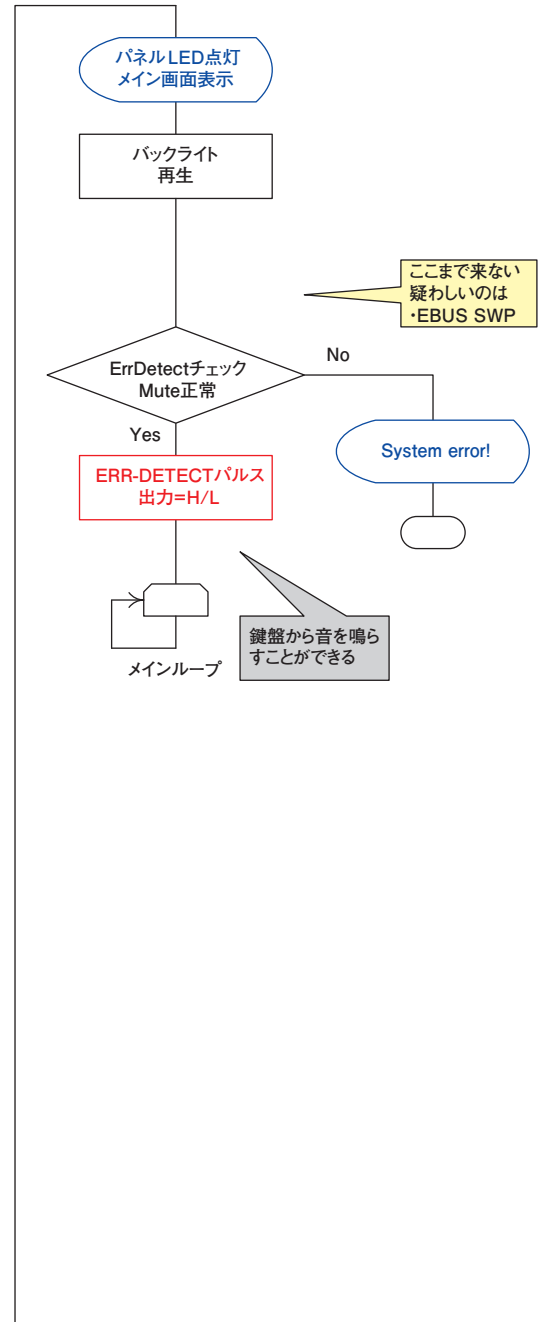 パネルLED点灯
メイン画面表示
バックライト
再生
ここまで来ない
疑わしいのは
・EBUS SWP
ErrDetectチェック
Mute正常
No
Yes
System error!
ERR-DETECTパルス
出力=H/L
鍵盤から音を鳴ら
すことができる
メインループ